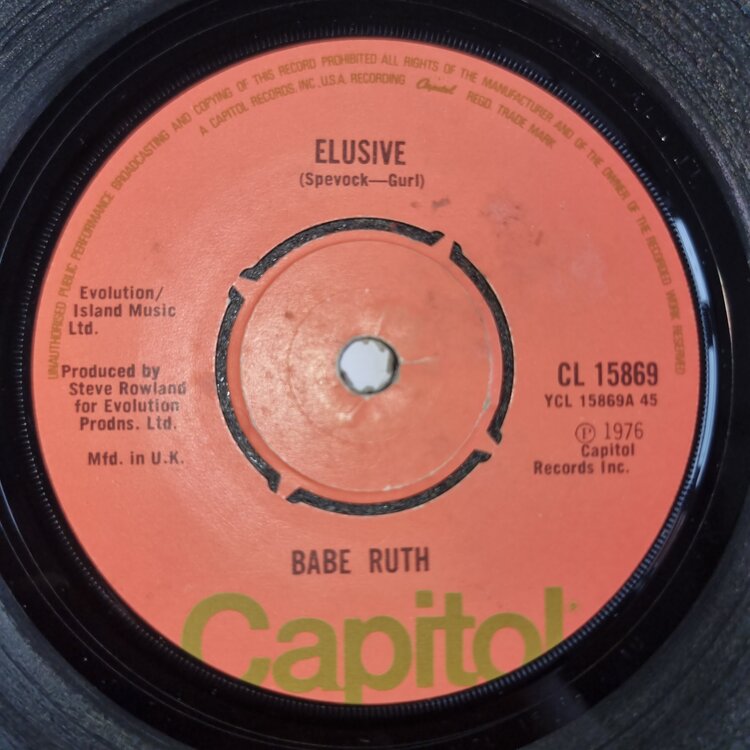 UNAUTHORISED PUBLIC PERFORMANCE BROADCASTING AND COPYING OF THIS RECORD PROHIBITED ALL RIGHTS OF THE MANUFACTURER AND OF THE OWNER OF THE RECORDED WORK RESERVED
A CAPITOL RECORDS, INC., U.S.A. RECORDING Capitol REGD. TRADE MARK
ELUSIVE
(Spevock—Gurl)
Evolution/
Island Music
Ltd.
Produced by
Steve Rowland
for Evolution
Prodns. Ltd.
Mfd. in U.K.
CL 15869
YCL 15869A 45
Ⓟ 1976
Capitol
Records Inc.
BABE RUTH
Capitol